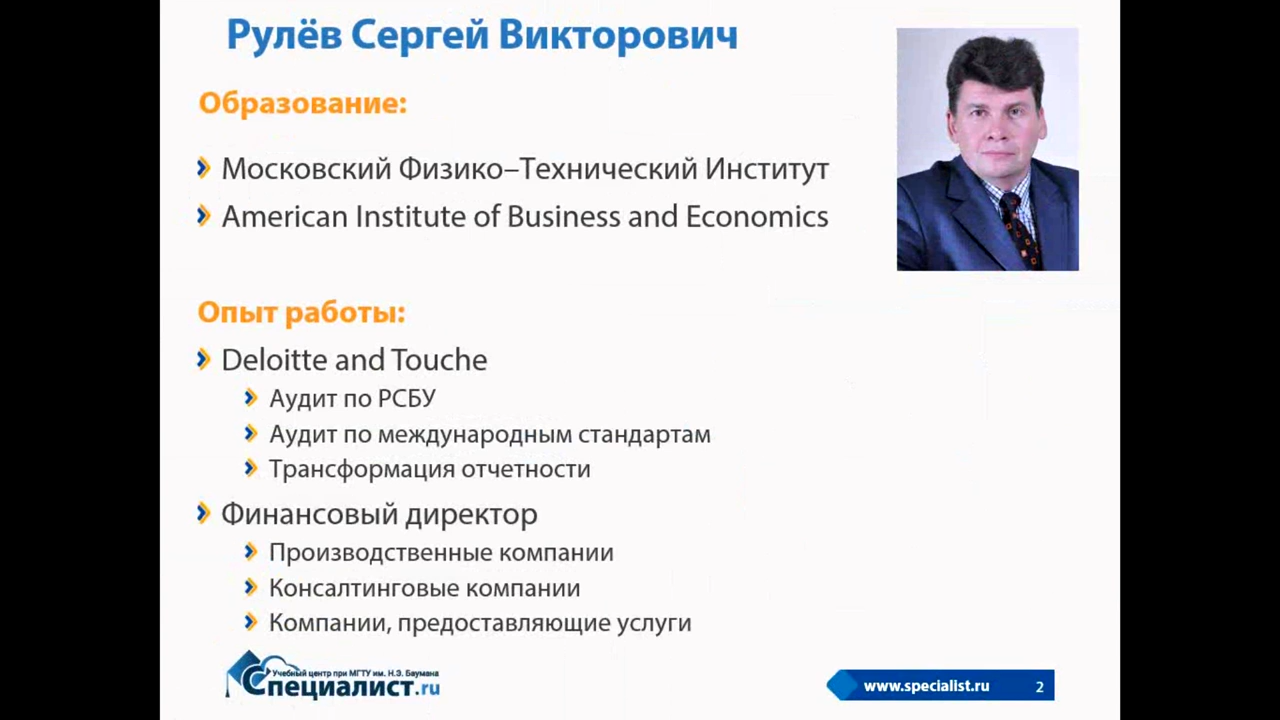 Рулёв Сергей Викторович
Образование:
Московский Физико–Технический Институт
American Institute of Business and Economics
Опыт работы:
Deloitte and Touche
Аудит по РСБУ
Аудит по международным стандартам
Трансформация отчетности
Финансовый директор
Производственные компании
Консалтинговые компании
Компании, предоставляющие услуги
Учебный центр при МГТУ им. Н.Э. Баумана
Специалист.ru
www.specialist.ru 2